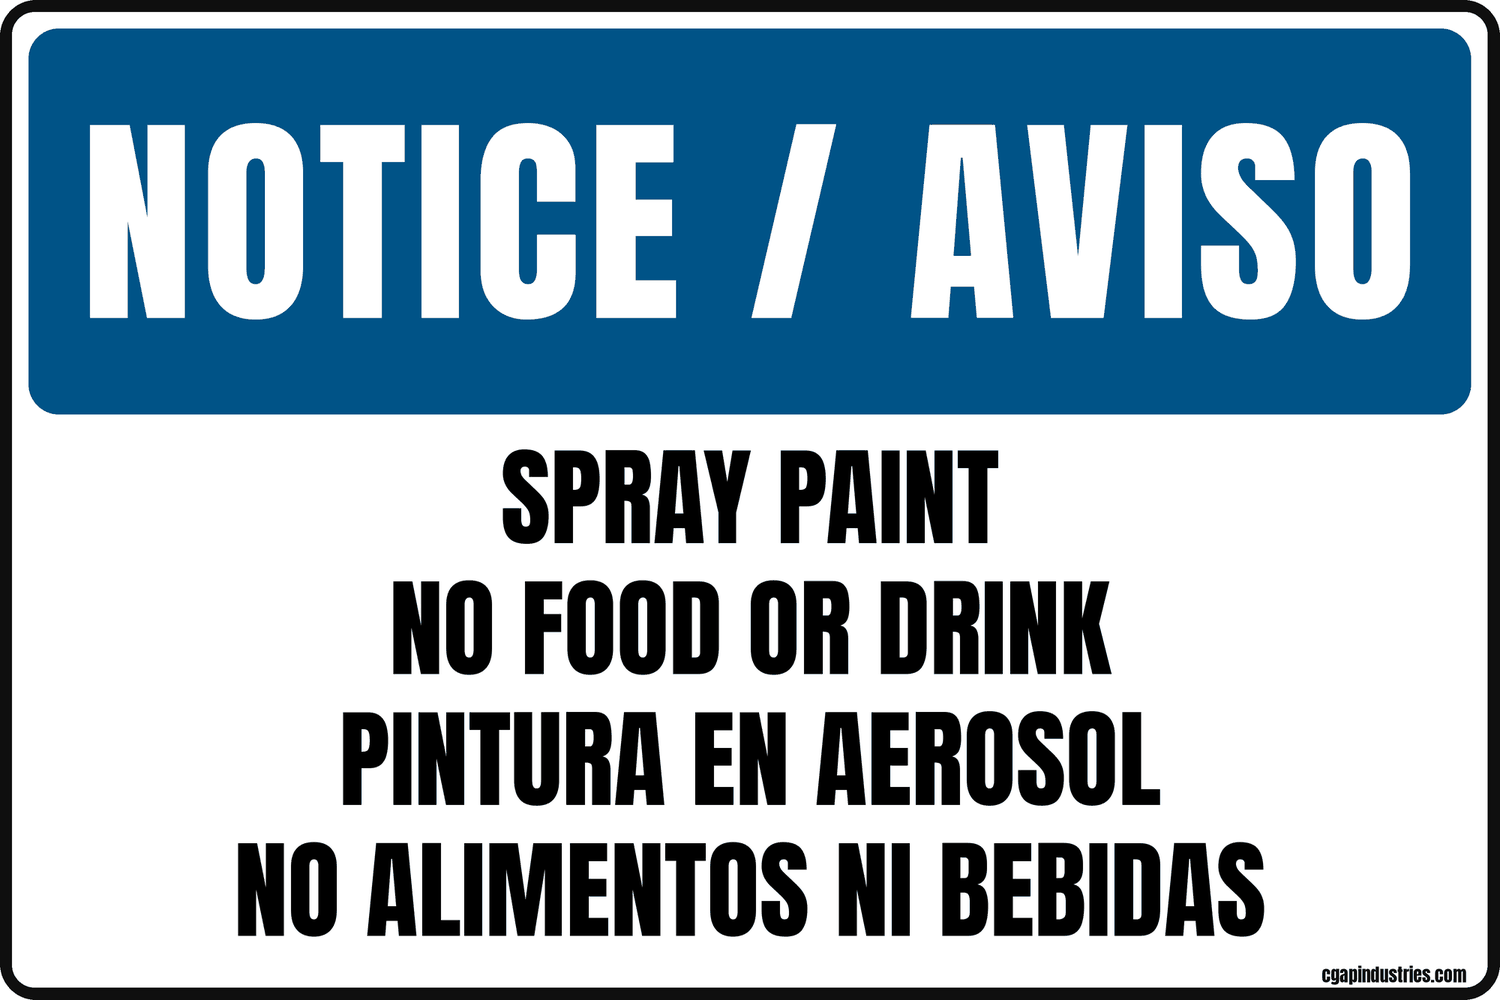 NOTICE / AVISO
SPRAY PAINT
NO FOOD OR DRINK
PINTURA EN AEROSOL
NO ALIMENTOS NI BEBIDAS
cgapindustries.com